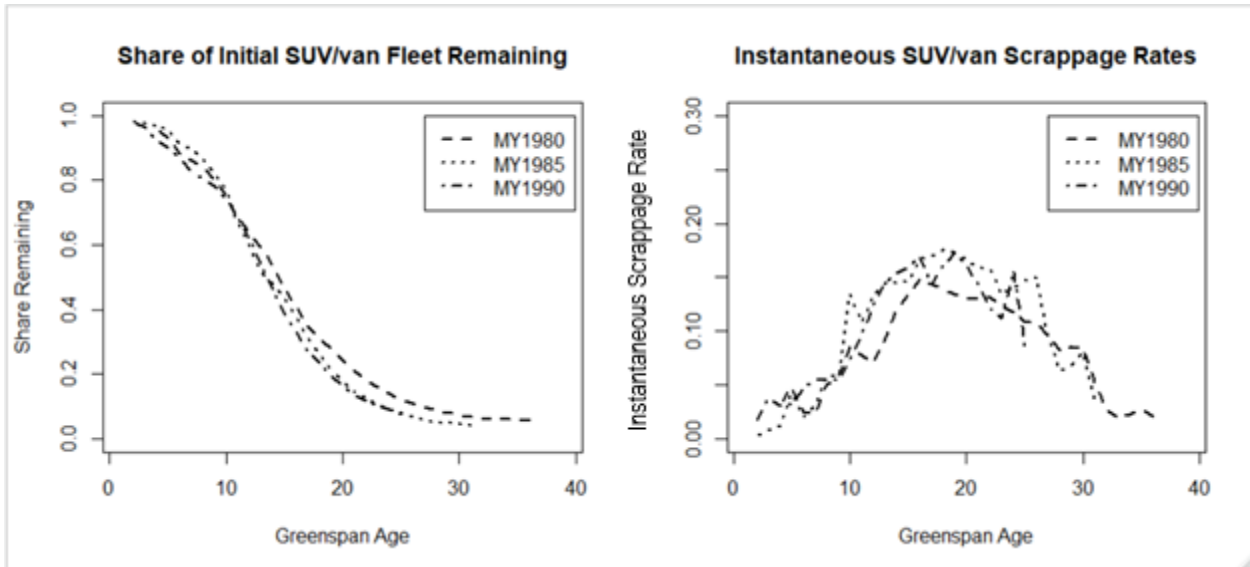 Share of Initial SUV/van Fleet Remaining
Share Remaining
1.0
0.8
0.6
0.4
0.2
0.0
MY1980
MY1985
MY1990
0
10
20
30
40
Greenspan Age
Instantaneous SUV/van Scrappage Rates
Instantaneous Scrappage Rate
0.30
0.20
0.10
0.00
MY1980
MY1985
MY1990
0
10
20
30
40
Greenspan Age